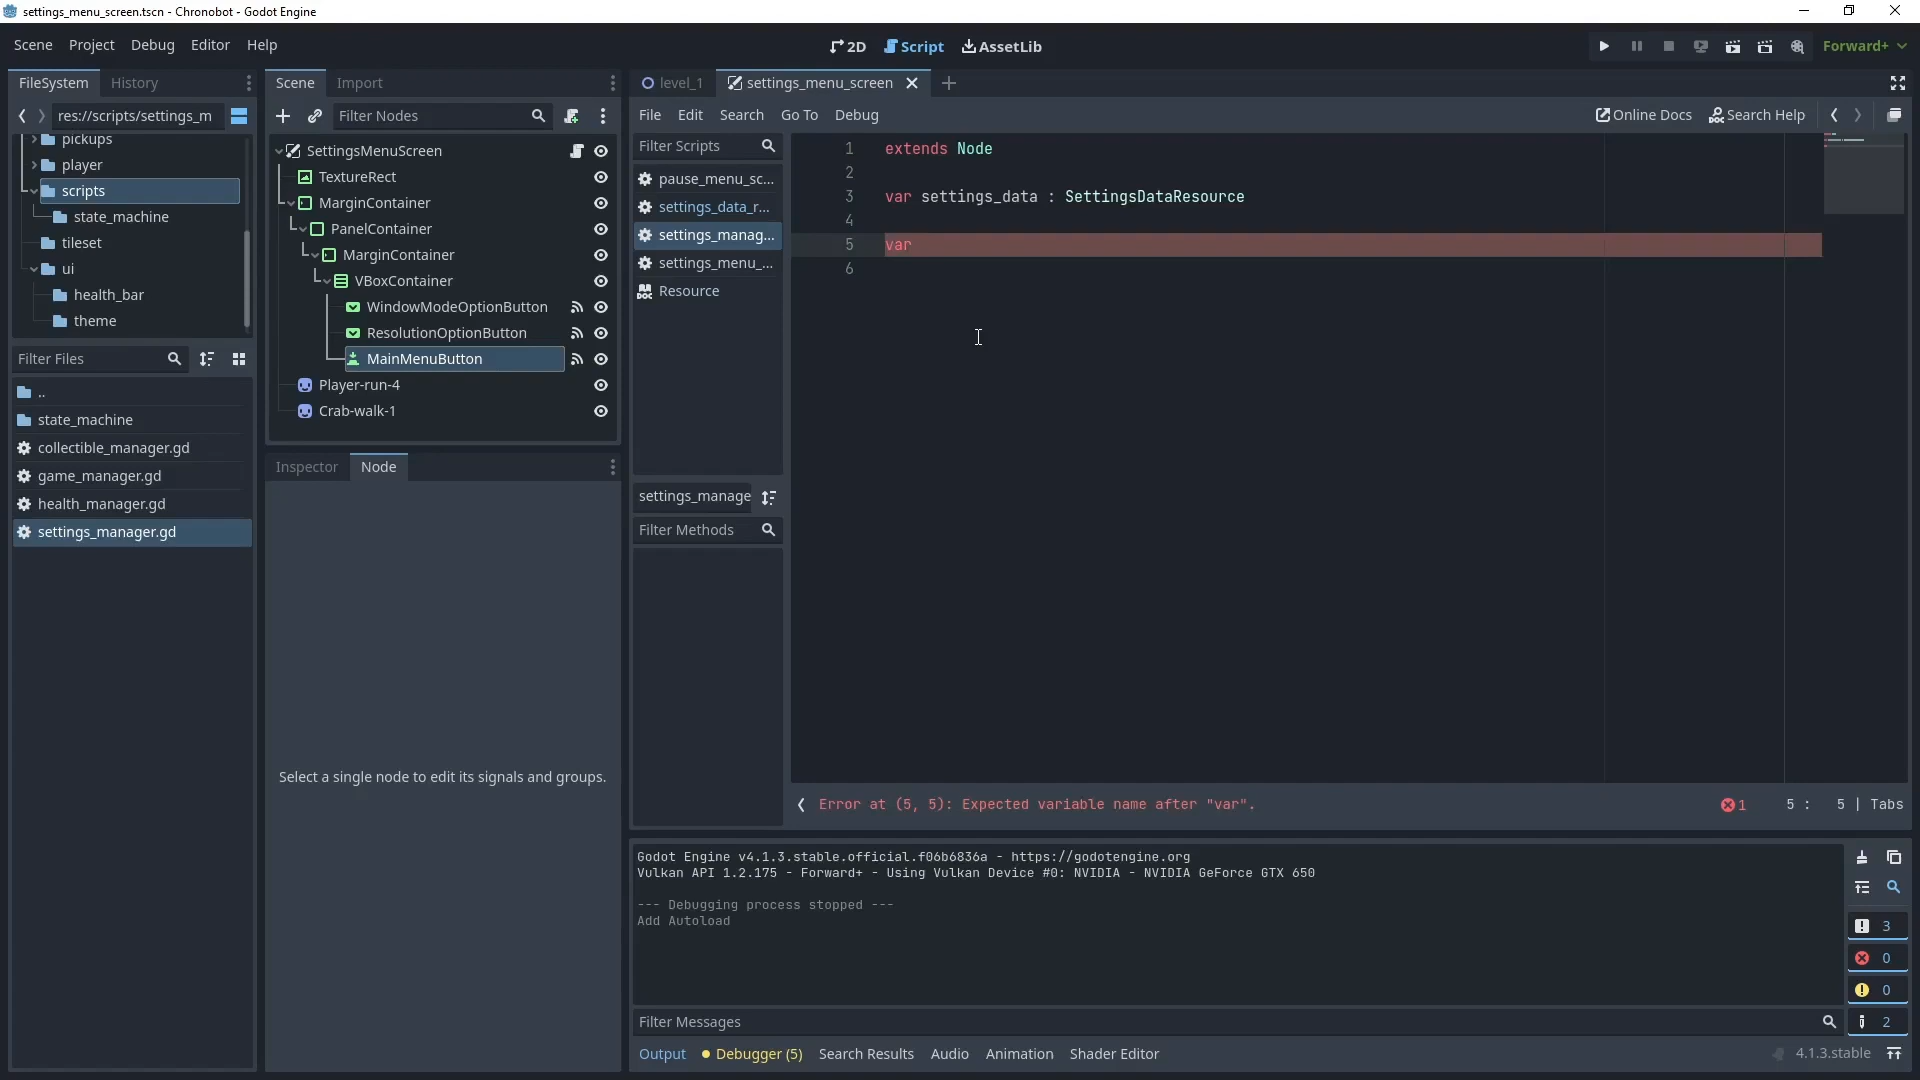 settings_menu_screen.tscn - Chronobot - Godot Engine
Scene Project Debug Editor Help
2D Script AssetLib
Forward+
FileSystem History
res://scripts/settings_m
pickups
player
scripts
state_machine
tileset
ui
health_bar
theme
Filter Files
..
state_machine
collectible_manager.gd
game_manager.gd
health_manager.gd
settings_manager.gd
Scene Import
Filter Nodes
SettingsMenuScreen
TextureRect
MarginContainer
PanelContainer
MarginContainer
VBoxContainer
WindowModeOptionButton
ResolutionOptionButton
MainMenuButton
Player-run-4
Crab-walk-1
Inspector Node
Select a single node to edit its signals and groups.
level_1 settings_menu_screen
File Edit Search Go To Debug
Online Docs Search Help
Filter Scripts
pause_menu_sc...
settings_data_r...
settings_manag...
settings_menu_...
Resource
settings_manage
Filter Methods
1 extends Node
2
3 var settings_data : SettingsDataResource
4
5 var
6
Error at (5, 5): Expected variable name after "var".
1 5 : 5 | Tabs
Godot Engine v4.1.3.stable.official.f06b6836a - https://godotengine.org
Vulkan API 1.2.175 - Forward+ - Using Vulkan Device #0: NVIDIA - NVIDIA GeForce GTX 650
--- Debugging process stopped ---
Add Autoload
3
0
0
2
Filter Messages
Output Debugger (5) Search Results Audio Animation Shader Editor
4.1.3.stable